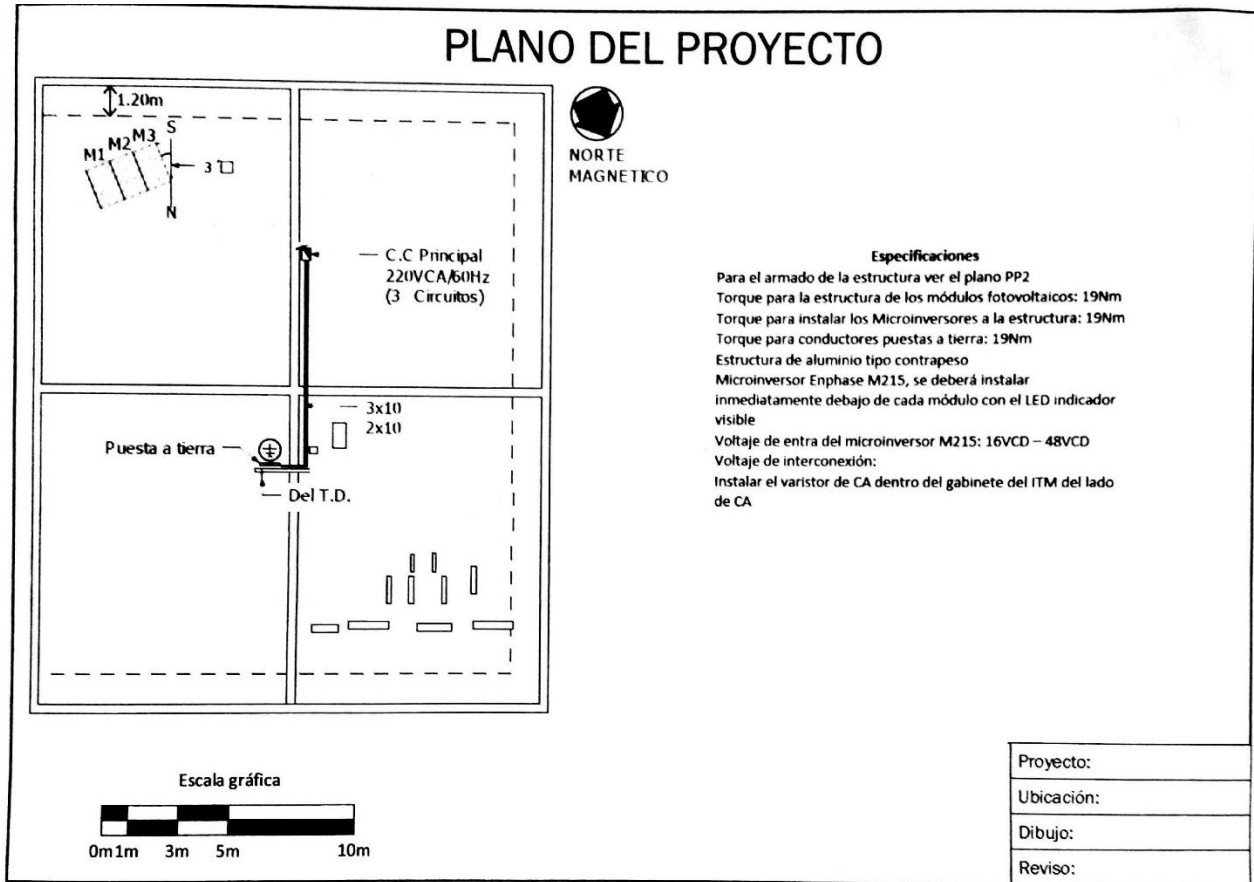 PLANO DEL PROYECTO
1.20m
S
M1 M2 M3
3
N
NORTE
MAGNETICO
C.C Principal
220VCA/60Hz
(3 Circuitos)
3x10
2x10
Puesta a tierra
Del T.D.
Especificaciones
Para el armado de la estructura ver el plano PP2
Torque para la estructura de los módulos fotovoltaicos: 19Nm
Torque para instalar los Microinversores a la estructura: 19Nm
Torque para conductores puestas a tierra: 19Nm
Estructura de aluminio tipo contrapeso
Microinversor Enphase M215, se deberá instalar
inmediatamente debajo de cada módulo con el LED indicador
visible
Voltaje de entra del microinversor M215: 16VCD – 48VCD
Voltaje de interconexión:
Instalar el varistor de CA dentro del gabinete del ITM del lado
de CA
Escala gráfica
0m 1m 3m 5m 10m
Proyecto:
Ubicación:
Dibujo:
Reviso: